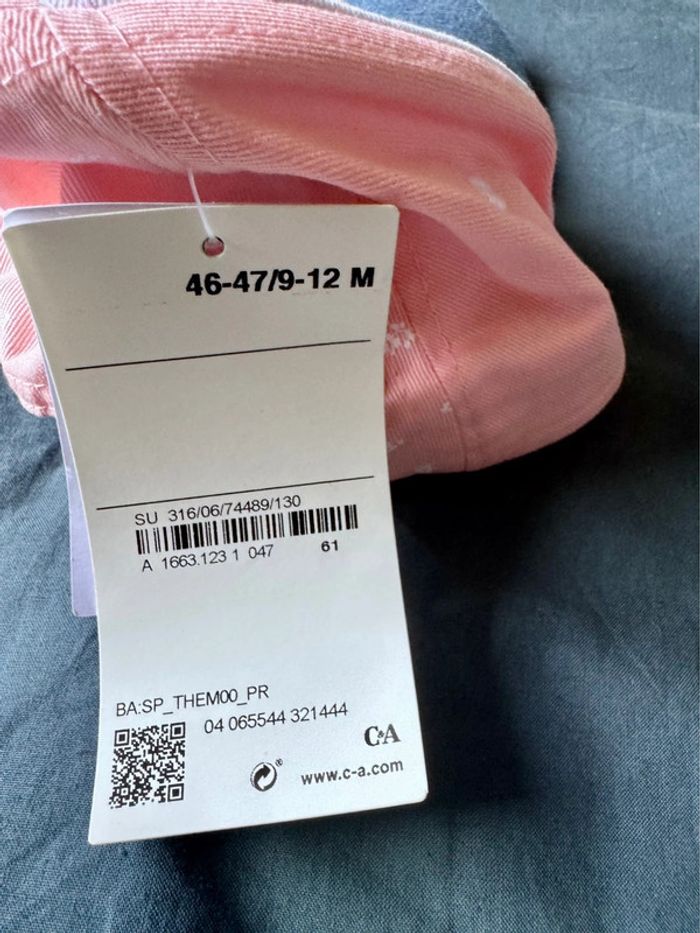 46-47/9-12 M
SU 316/06/74489/130
A 1663.123 1 047 61
BA:SP_THEM00_PR
04 065544 321444
C&A
www.c-a.com